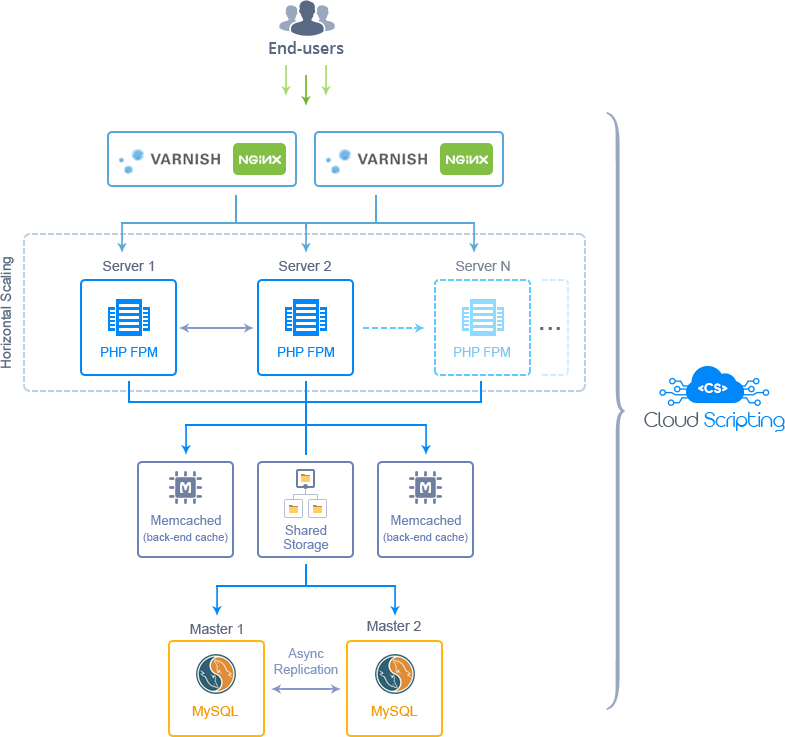 End-users
VARNISH NGINX
VARNISH NGINX
Horizontal Scaling
Server 1
Server 2
Server N
PHP FPM
PHP FPM
PHP FPM
...
M
Memcached
(back-end cache)
Shared
Storage
M
Memcached
(back-end cache)
Master 1
Master 2
Async
Replication
MySQL
MySQL
<CS>
Cloud Scripting